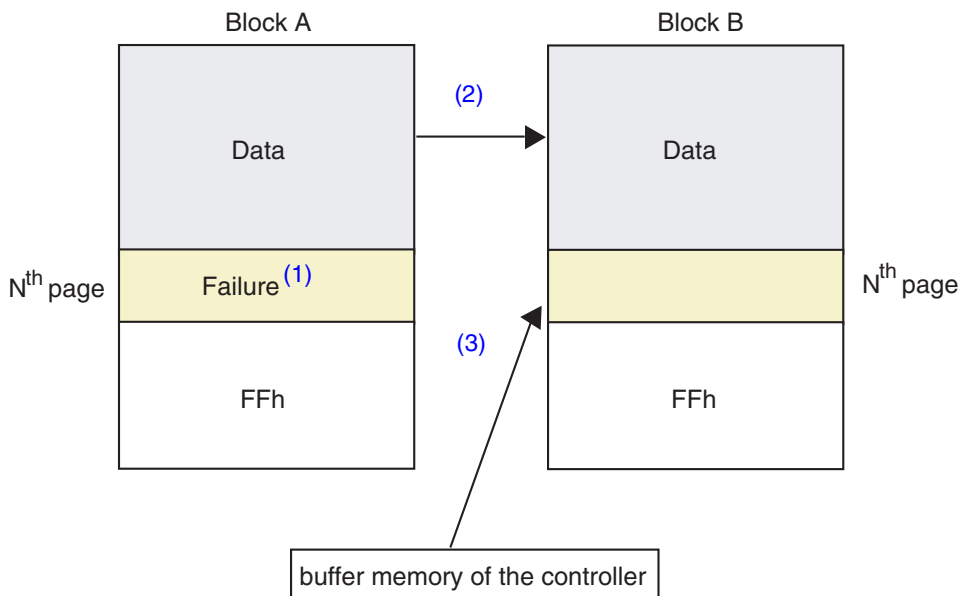 Block A
Block B
(2)
Data
Data
Nth page
Failure(1)
Nth page
(3)
FFh
FFh
buffer memory of the controller